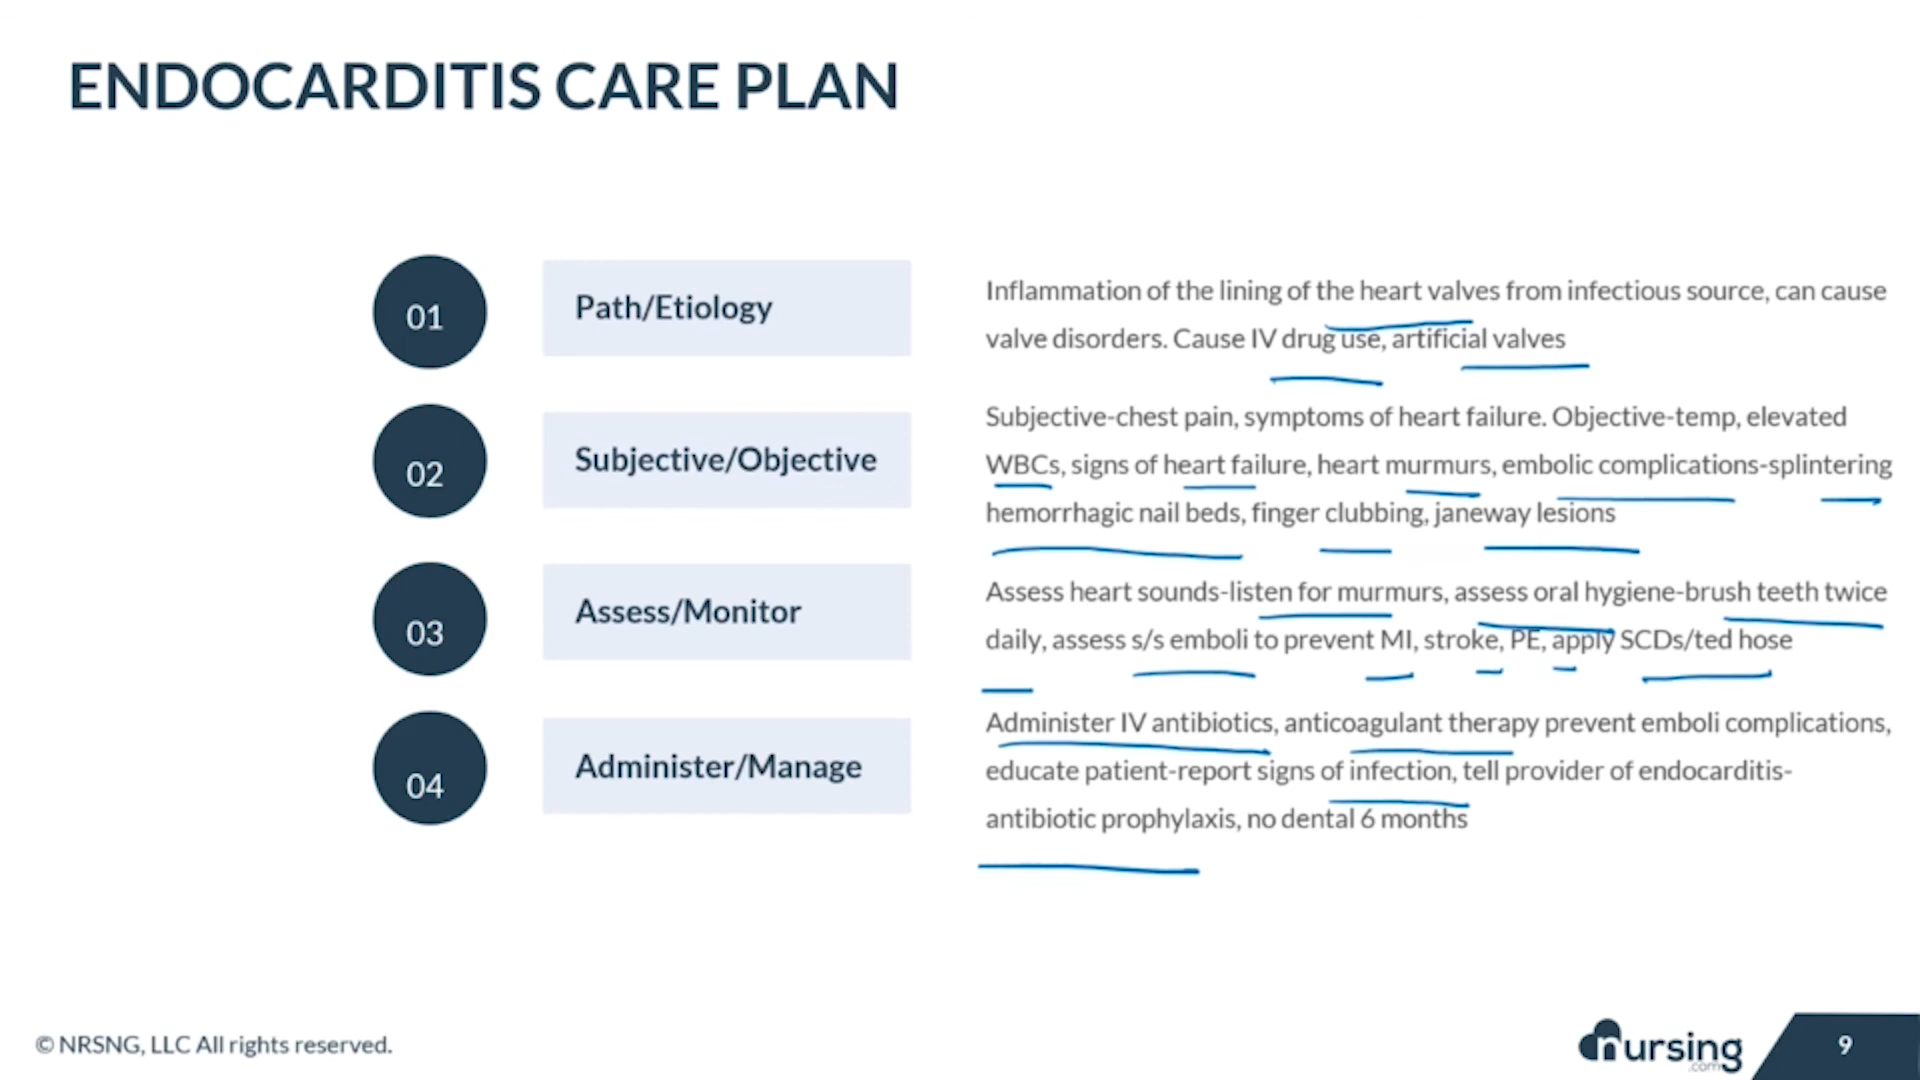 ENDOCARDITIS CARE PLAN
01
Path/Etiology
Inflammation of the lining of the heart valves from infectious source, can cause
valve disorders. Cause IV drug use, artificial valves
02
Subjective/Objective
Subjective-chest pain, symptoms of heart failure. Objective-temp, elevated
WBCs, signs of heart failure, heart murmurs, embolic complications-splintering
hemorrhagic nail beds, finger clubbing, janeway lesions
03
Assess/Monitor
Assess heart sounds-listen for murmurs, assess oral hygiene-brush teeth twice
daily, assess s/s emboli to prevent MI, stroke, PE, apply SCDs/ted hose
04
Administer/Manage
Administer IV antibiotics, anticoagulant therapy prevent emboli complications,
educate patient-report signs of infection, tell provider of endocarditis-
antibiotic prophylaxis, no dental 6 months
© NRSNG, LLC All rights reserved.
nursing
.com
9